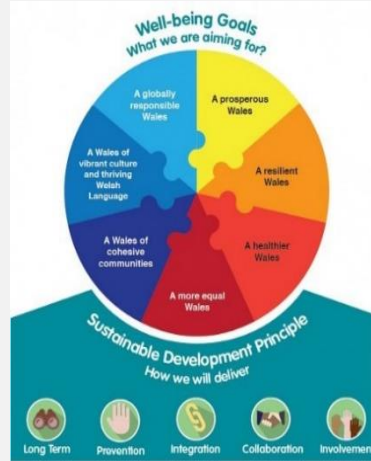 Well-being Goals
What we are aiming for?
A globally
responsible
Wales
A prosperous
Wales
A Wales of
vibrant culture
and thriving
Welsh
Language
A resilient
Wales
A Wales of
cohesive
communities
A healthier
Wales
A more equal
Wales
Sustainable Development Principle
How we will deliver
Long Term
Prevention
Integration
Collaboration
Involvemen